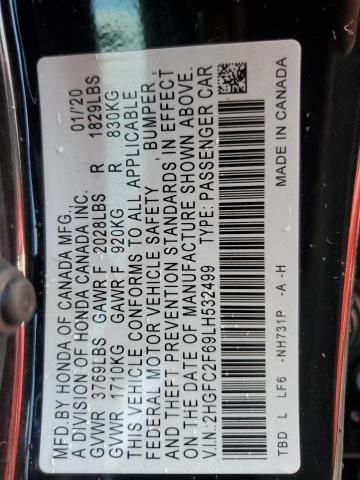 MFD.BY HONDA OF CANADA MFG., 01/'20
A DIVISION OF HONDA CANADA INC.
GVWR 3769LBS GAWR F 2028LBS R 1829LBS
GVWR 1710KG GAWR F 920KG R 830KG
THIS VEHICLE CONFORMS TO ALL APPLICABLE
FEDERAL MOTOR VEHICLE SAFETY , BUMPER ,
AND THEFT PREVENTION STANDARDS IN EFFECT
ON THE DATE OF MANUFACTURE SHOWN ABOVE.
V.I.N:2HGFC2F69LH532499 TYPE:PASSENGER CAR
TBD L LF6 -NH731P -A -H MADE IN CANADA